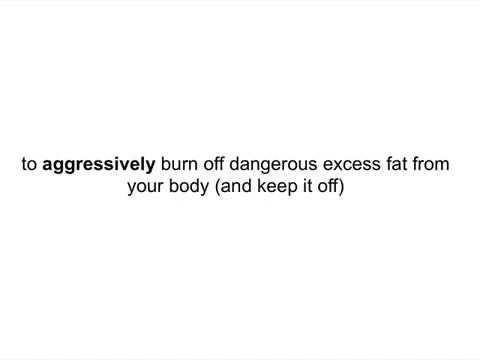 to aggressively burn off dangerous excess fat from
your body (and keep it off)